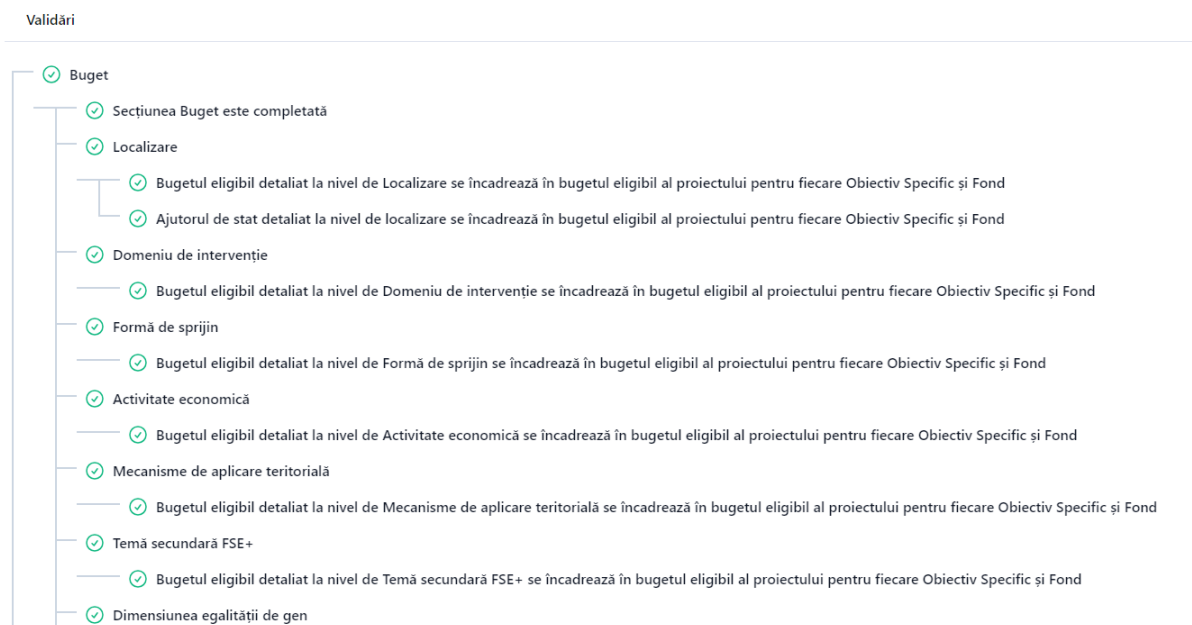 Validări
Buget
Secțiunea Buget este completată
Localizare
Bugetul eligibil detaliat la nivel de Localizare se încadrează în bugetul eligibil al proiectului pentru fiecare Obiectiv Specific și Fond
Ajutorul de stat detaliat la nivel de localizare se încadrează în bugetul eligibil al proiectului pentru fiecare Obiectiv Specific și Fond
Domeniu de intervenție
Bugetul eligibil detaliat la nivel de Domeniu de intervenție se încadrează în bugetul eligibil al proiectului pentru fiecare Obiectiv Specific și Fond
Formă de sprijin
Bugetul eligibil detaliat la nivel de Formă de sprijin se încadrează în bugetul eligibil al proiectului pentru fiecare Obiectiv Specific și Fond
Activitate economică
Bugetul eligibil detaliat la nivel de Activitate economică se încadrează în bugetul eligibil al proiectului pentru fiecare Obiectiv Specific și Fond
Mecanisme de aplicare teritorială
Bugetul eligibil detaliat la nivel de Mecanisme de aplicare teritorială se încadrează în bugetul eligibil al proiectului pentru fiecare Obiectiv Specific și Fond
Temă secundară FSE+
Bugetul eligibil detaliat la nivel de Temă secundară FSE+ se încadrează în bugetul eligibil al proiectului pentru fiecare Obiectiv Specific și Fond
Dimensiunea egalității de gen